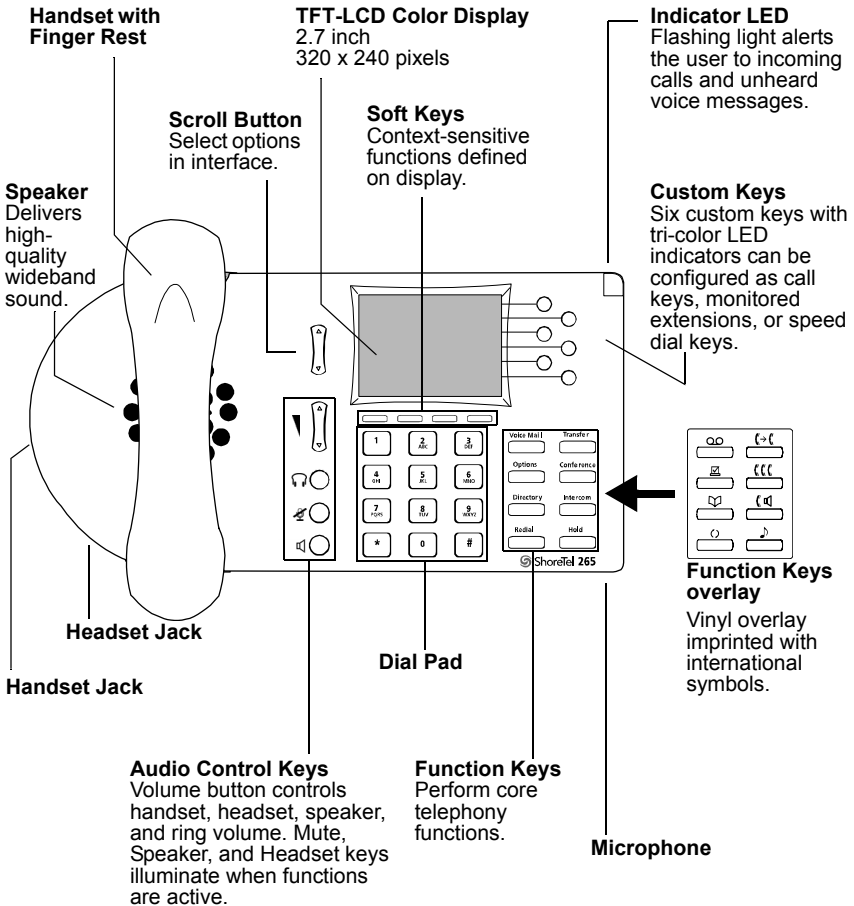 Handset with
Finger Rest
TFT-LCD Color Display
2.7 inch
320 x 240 pixels
Indicator LED
Flashing light alerts
the user to incoming
calls and unheard
voice messages.
Scroll Button
Select options
in interface.
Soft Keys
Context-sensitive
functions defined
on display.
Speaker
Delivers
high-
quality
wideband
sound.
Custom Keys
Six custom keys with
tri-color LED
indicators can be
configured as call
keys, monitored
extensions, or speed
dial keys.
1
2
ABC
3
DEF
4
GHI
5
JKL
6
MNO
7
PQRS
8
TUV
9
WXYZ
*
0
#
Voice Mail
Transfer
Options
Conference
Directory
Intercom
Redial
Hold
ShoreTel 265
Function Keys
overlay
Vinyl overlay
imprinted with
international
symbols.
Headset Jack
Handset Jack
Dial Pad
Audio Control Keys
Volume button controls
handset, headset, speaker,
and ring volume. Mute,
Speaker, and Headset keys
illuminate when functions
are active.
Function Keys
Perform core
telephony
functions.
Microphone